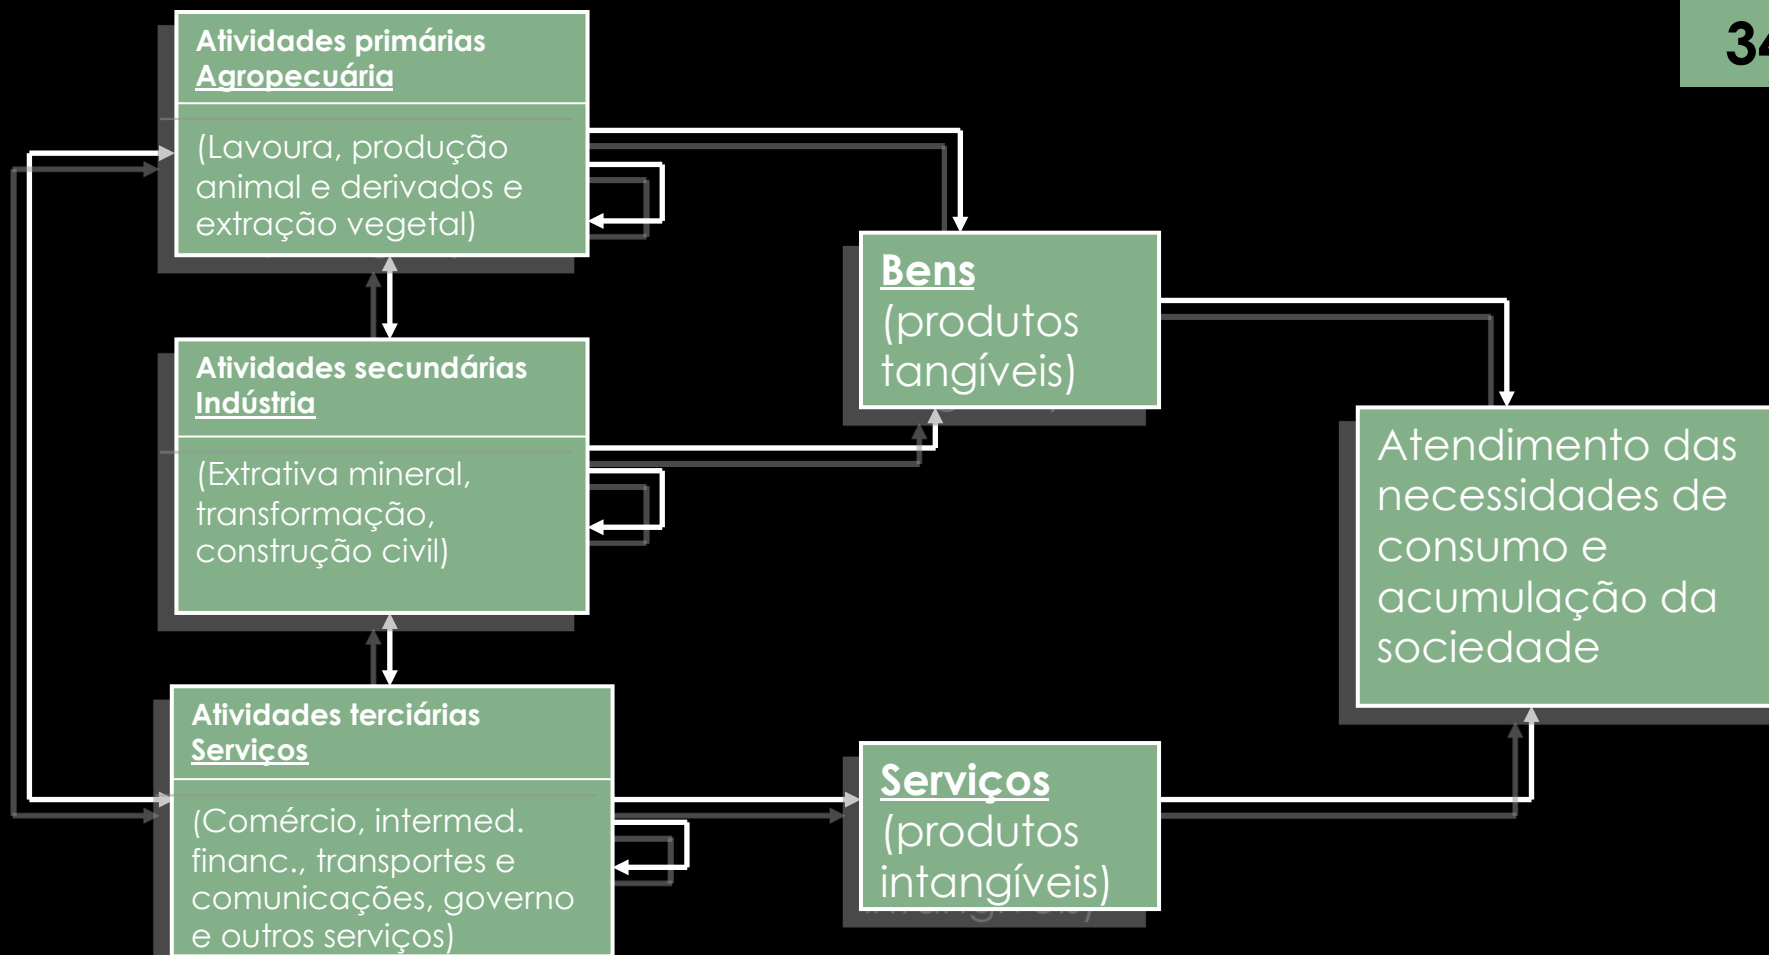 34
Atividades primárias
Agropecuária
(Lavoura, produção
animal e derivados e
extração vegetal)
Bens
(produtos
tangíveis)
Atividades secundárias
Indústria
(Extrativa mineral,
transformação,
construção civil)
Atendimento das
necessidades de
consumo e
acumulação da
sociedade
Atividades terciárias
Serviços
(Comércio, intermed.
financ., transportes e
comunicações, governo
e outros serviços)
Serviços
(produtos
intangíveis)